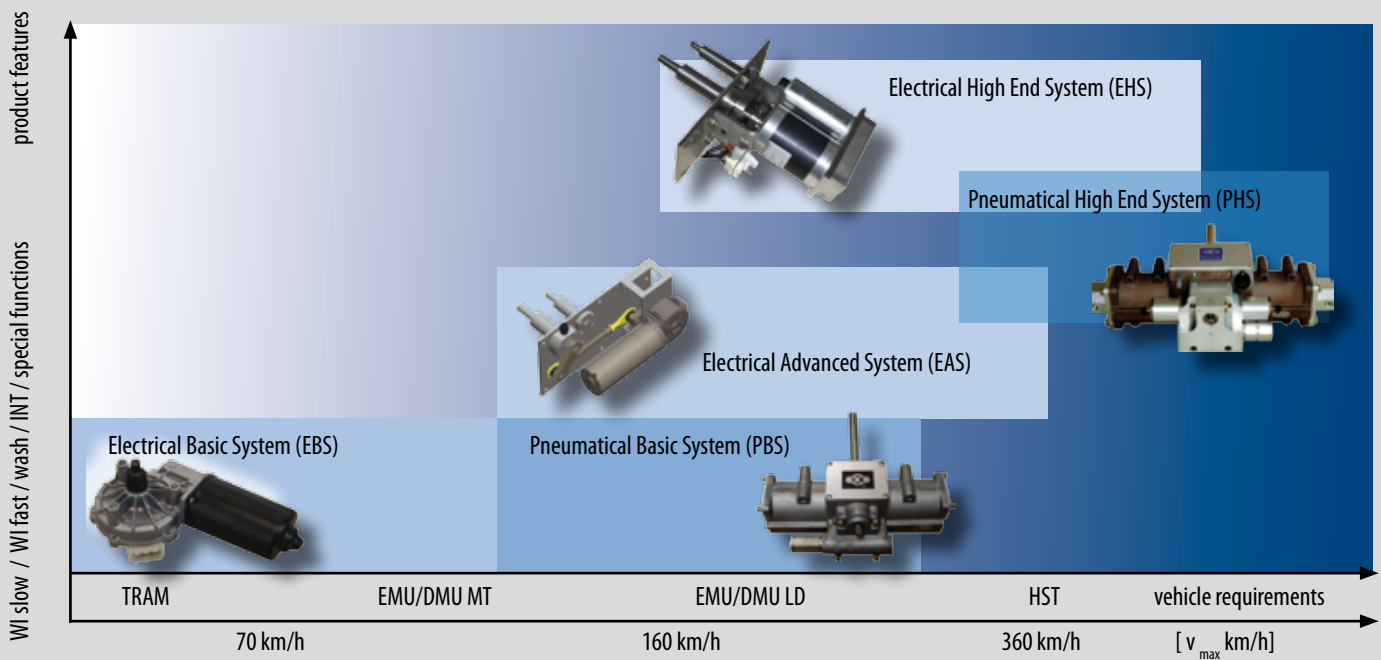 product features
WI slow / WI fast / wash / INT / special functions
Electrical High End System (EHS)
Pneumatical High End System (PHS)
Electrical Advanced System (EAS)
Electrical Basic System (EBS)
Pneumatical Basic System (PBS)
TRAM EMU/DMU MT EMU/DMU LD HST vehicle requirements
70 km/h 160 km/h 360 km/h [ v max km/h]